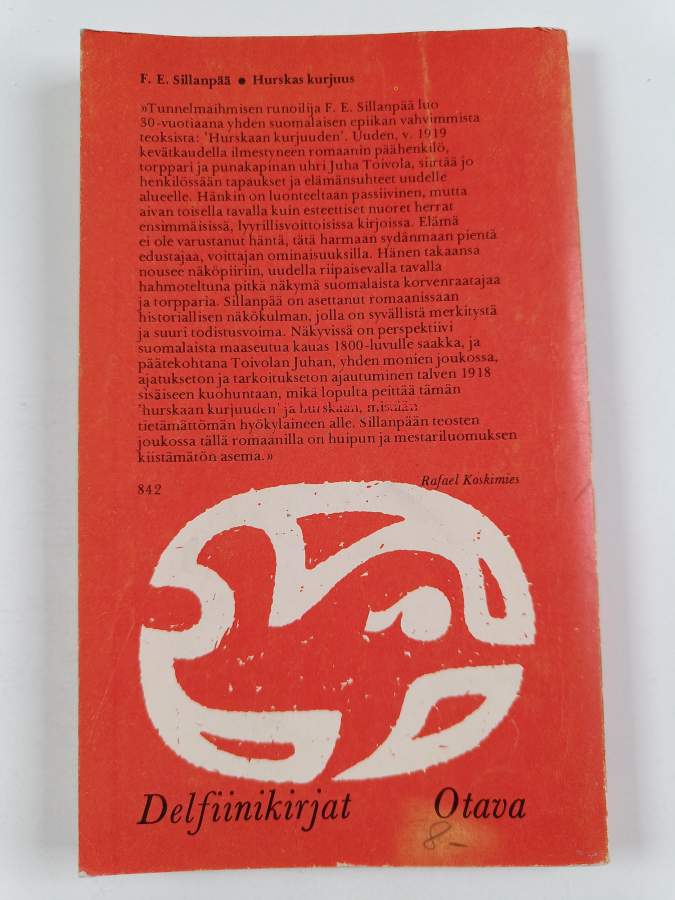 F. E. Sillanpää ● Hurskas kurjuus
»Tunnelmaihmisen runoilija F. E. Sillanpää luo
30-vuotiaana yhden suomalaisen epiikan vahvimmista
teoksista: 'Hurskaan kurjuuden'. Uuden, v. 1919
kevätkaudella ilmestyneen romaanin päähenkilö,
torppari ja punakapinan uhri Juha Toivola, siirtää jo
henkilössään tapaukset ja elämänsuhteet uudelle
alueelle. Hänkin on luonteeltaan passiivinen, mutta
aivan toisella tavalla kuin esteettiset nuoret herrat
ensimmäisissä, lyyrillisvoittoisissa kirjoissa. Elämä
ei ole varustanut häntä, tätä harmaan sydänmaan pientä
edustajaa, voittajan ominaisuuksilla. Hänen takaansa
nousee näköpiiriin, uudella riipaisevalla tavalla
hahmoteltuna pitkä näkymä suomalaista korvenraatajaa
ja torpparia. Sillanpää on asettanut romaanissaan
historiallisen näkökulman, jolla on syvällistä merkitystä
ja suuri todistusvoima. Näkyvissä on perspektiivi
suomalaista maaseutua kauas 1800-luvulle saakka, ja
päätekohtana Toivolan Juhan, yhden monien joukossa,
ajatukseton ja tarkoitukseton ajautuminen talven 1918
sisäiseen kuohuntaan, mikä lopulta peittää tämän
'hurskaan kurjuuden' ja hurskaan, mistään
tietämättömän hyökylaineen alle. Sillanpään teosten
joukossa tällä romaanilla on huipun ja mestariluomuksen
kiistämätön asema.»
Rafael Koskimies
842
Delfiinikirjat Otava
8-